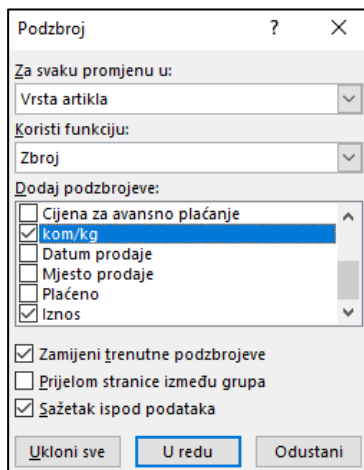 Podzbroj ?
Za svaku promjenu u:
Vrsta artikla
Koristi funkciju:
Zbroj
Dodaj podzbrojeve:
Cijena za avansno plaćanje
kom/kg
Datum prodaje
Mjesto prodaje
Plaćeno
Iznos
Zamijeni trenutne podzbrojeve
Prijelom stranice između grupa
Sažetak ispod podataka
Ukloni sve U redu Odustani